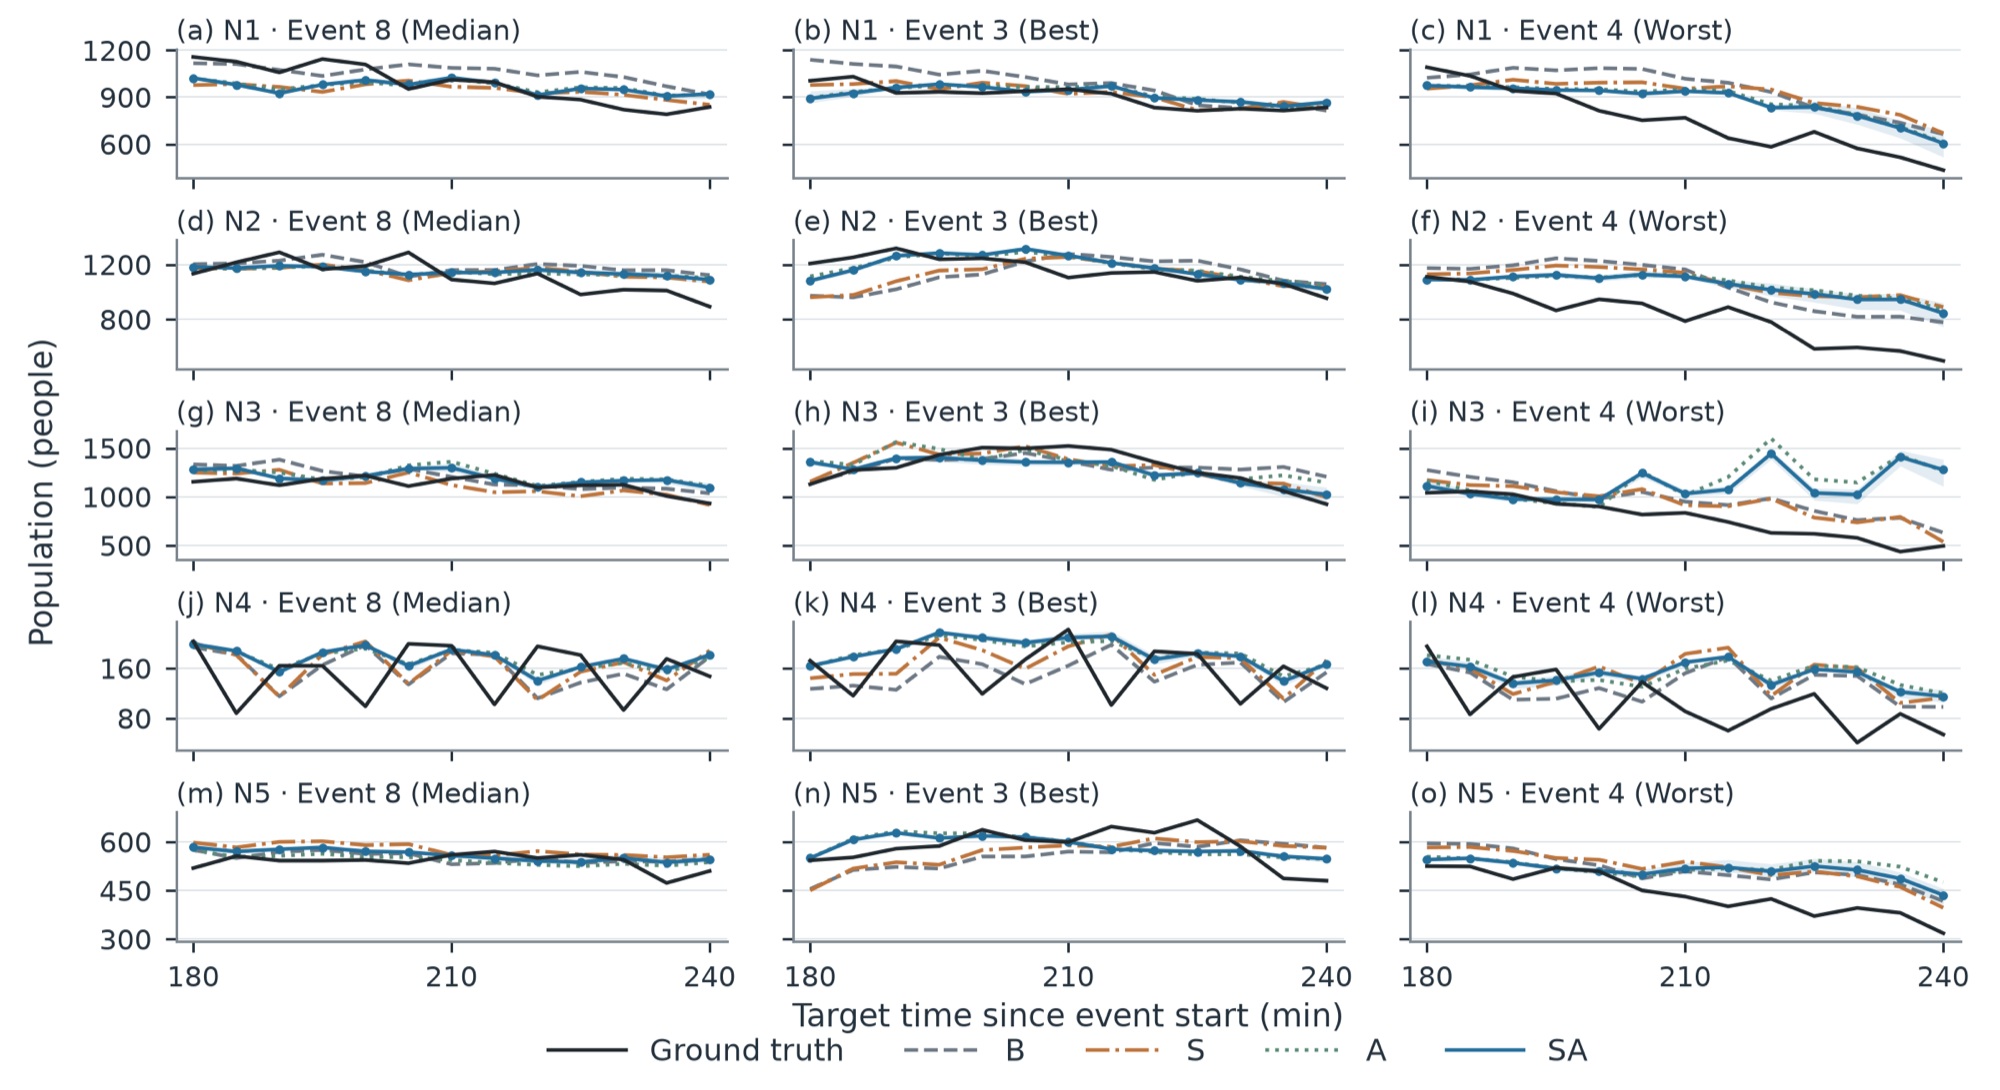 (a) N1 · Event 8 (Median)
(b) N1 · Event 3 (Best)
(c) N1 · Event 4 (Worst)
1200
900
600
(d) N2 · Event 8 (Median)
(e) N2 · Event 3 (Best)
(f) N2 · Event 4 (Worst)
1200
800
(g) N3 · Event 8 (Median)
(h) N3 · Event 3 (Best)
(i) N3 · Event 4 (Worst)
1500
1000
500
(j) N4 · Event 8 (Median)
(k) N4 · Event 3 (Best)
(l) N4 · Event 4 (Worst)
160
80
(m) N5 · Event 8 (Median)
(n) N5 · Event 3 (Best)
(o) N5 · Event 4 (Worst)
600
450
300
180 210 240
180 210 240
180 210 240
Population (people)
Target time since event start (min)
Ground truth B S A SA